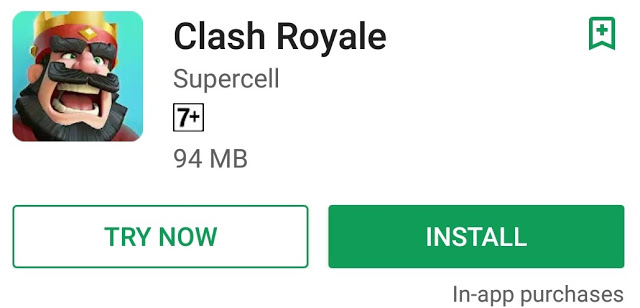 Clash Royale
Supercell
7+
94 MB
TRY NOW
INSTALL
In-app purchases